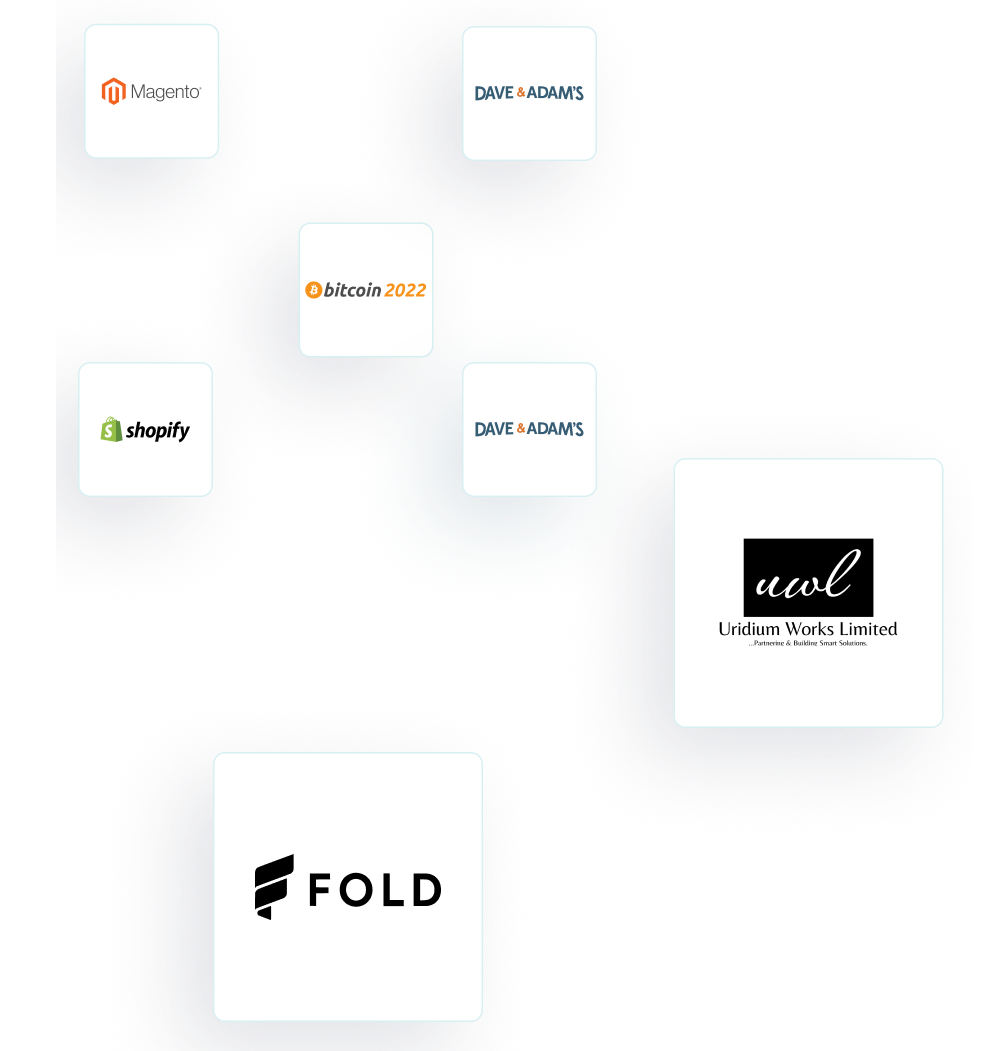 Magento®
DAVE & ADAM'S
bitcoin 2022
shopify
DAVE & ADAM'S
uwl
Uridium Works Limited
...Partnering & Building Smart Solutions.
FOLD